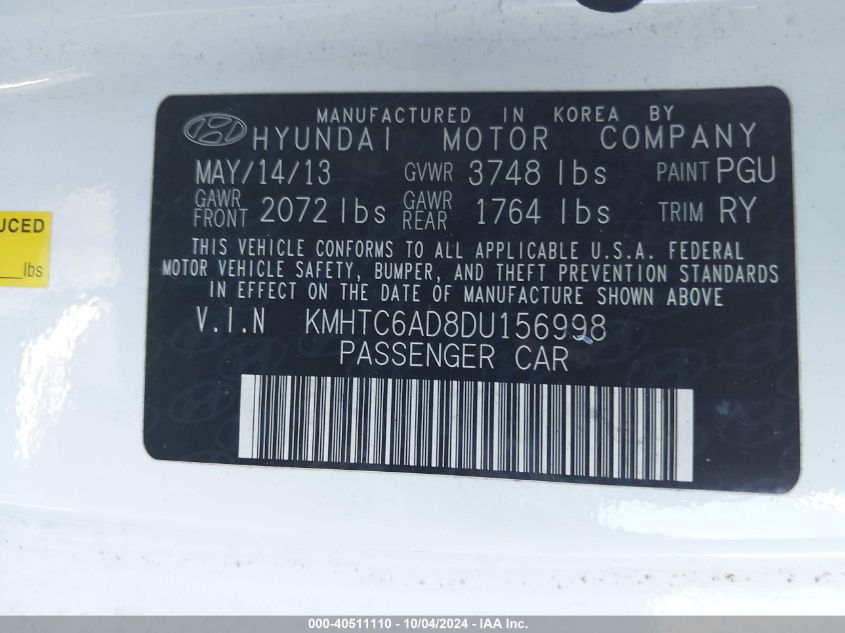 MANUFACTURED IN KOREA BY
HYUNDAI MOTOR COMPANY
MAY/14/13 GVWR 3748 lbs PAINT PGU
GAWR FRONT 2072 lbs GAWR REAR 1764 lbs TRIM RY
THIS VEHICLE CONFORMS TO ALL APPLICABLE U.S.A. FEDERAL
MOTOR VEHICLE SAFETY, BUMPER, AND THEFT PREVENTION STANDARDS
IN EFFECT ON THE DATE OF MANUFACTURE SHOWN ABOVE
V.I.N KMHTC6AD8DU156998
PASSENGER CAR
UCED
lbs
000-40511110 - 10/04/2024 - IAA